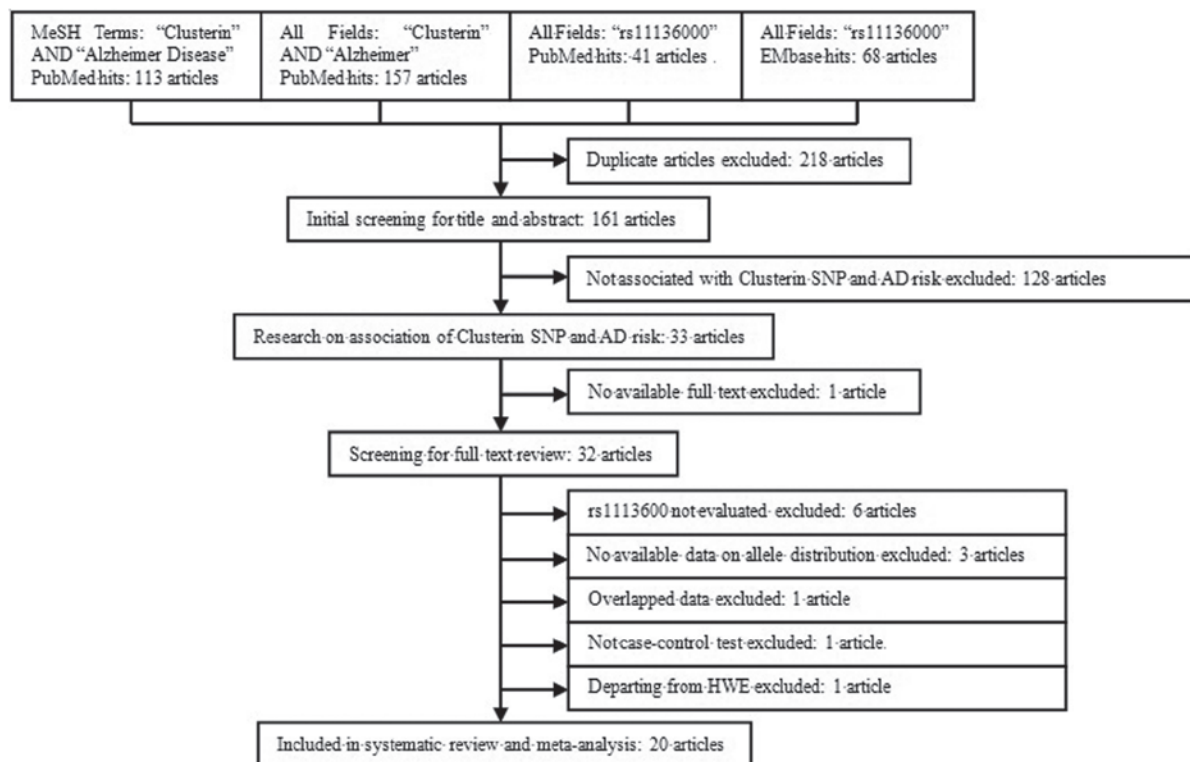 MeSH Terms: “Clusterin”
AND “Alzheimer Disease”
PubMed hits: 113 articles
All Fields: “Clusterin”
AND “Alzheimer”
PubMed hits: 157 articles
All Fields: “rs11136000”
PubMed hits: 41 articles .
All Fields: “rs11136000”
EMbase hits: 68 articles
Duplicate articles excluded: 218 articles
Initial screening for title and abstract: 161 articles
Not associated with Clusterin SNP and AD risk excluded: 128 articles
Research on association of Clusterin SNP and AD risk: 33 articles
No available full text excluded: 1 article
Screening for full text review: 32 articles
rs1113600 not evaluated excluded: 6 articles
No available data on allele distribution excluded: 3 articles
Overlapped data excluded: 1 article
Not case-control test excluded: 1 article.
Departing from HWE excluded: 1 article
Included in systematic review and meta-analysis: 20 articles